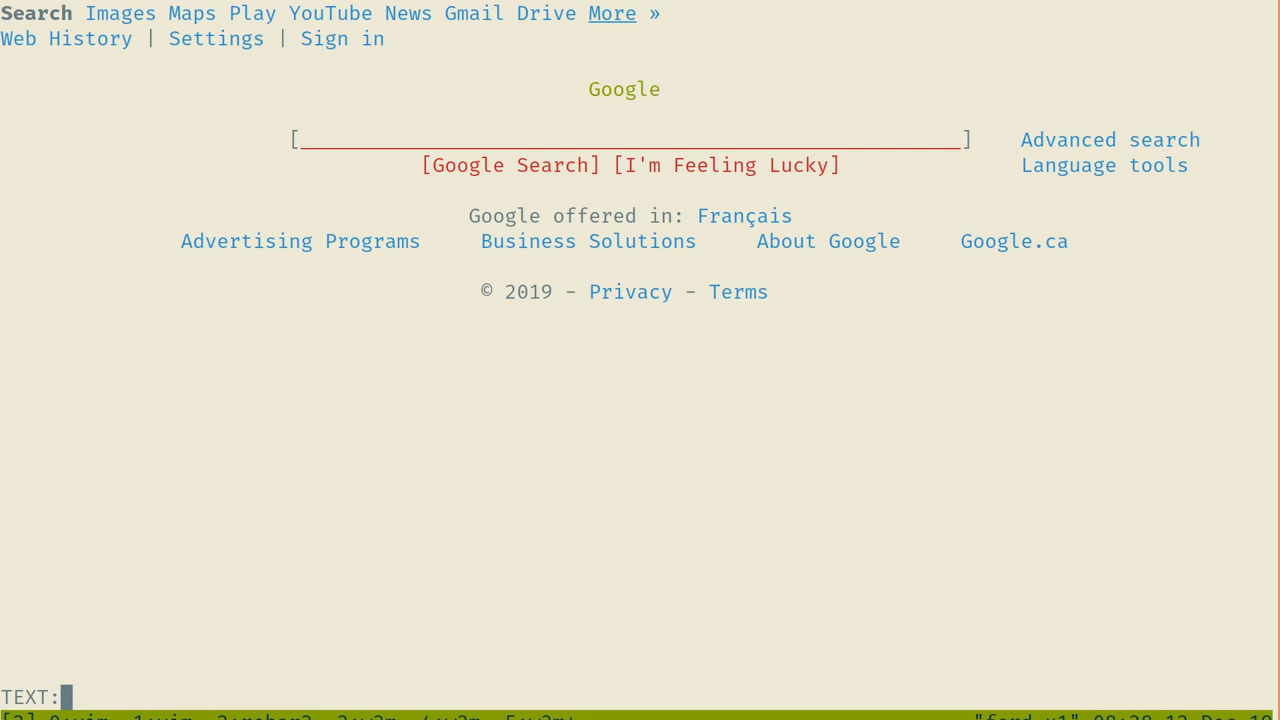 Search Images Maps Play YouTube News Gmail Drive More »
Web History | Settings | Sign in
Google
[ ] Advanced search
[Google Search] [I'm Feeling Lucky] Language tools
Google offered in: Français
Advertising Programs Business Solutions About Google Google.ca
© 2019 - Privacy - Terms
TEXT: